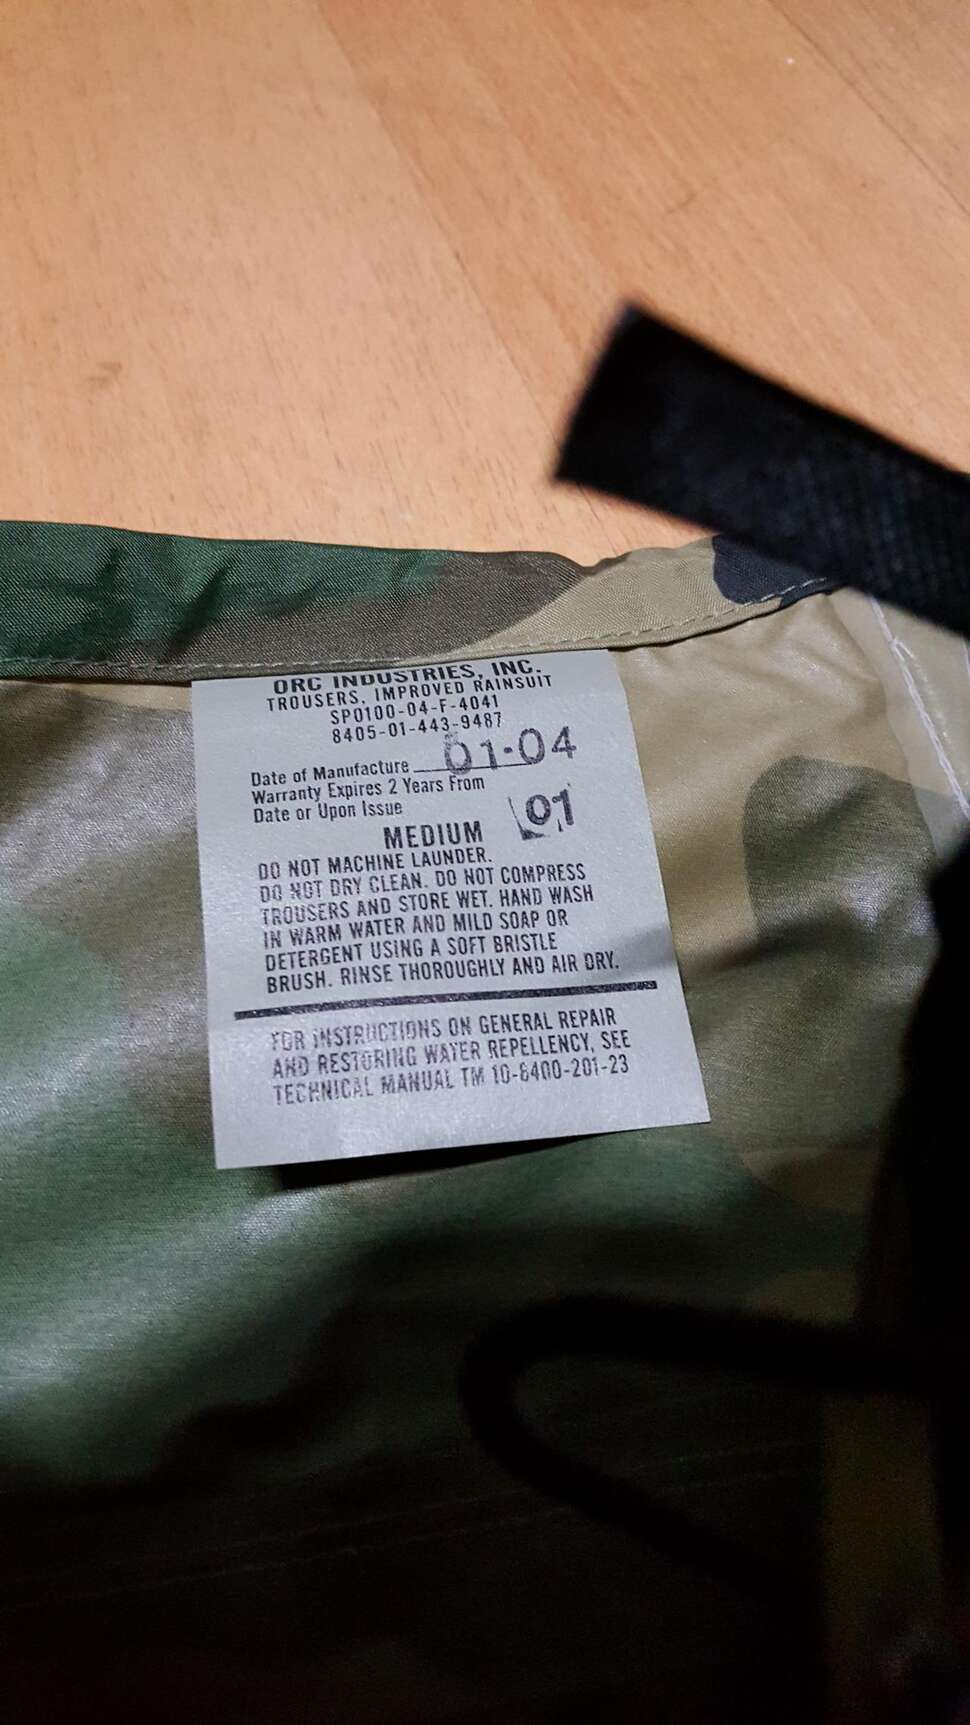 ORC INDUSTRIES, INC.
TROUSERS, IMPROVED RAINSUIT
SP0100-04-F-4041
8405-01-443-9487
Date of Manufacture 01-04
Warranty Expires 2 Years From
Date or Upon Issue
01
MEDIUM
DO NOT MACHINE LAUNDER.
DO NOT DRY CLEAN. DO NOT COMPRESS
TROUSERS AND STORE WET. HAND WASH
IN WARM WATER AND MILD SOAP OR
DETERGENT USING A SOFT BRISTLE
BRUSH. RINSE THOROUGHLY AND AIR DRY.
FOR INSTRUCTIONS ON GENERAL REPAIR
AND RESTORING WATER REPELLENCY, SEE
TECHNICAL MANUAL TM 10-8400-201-23